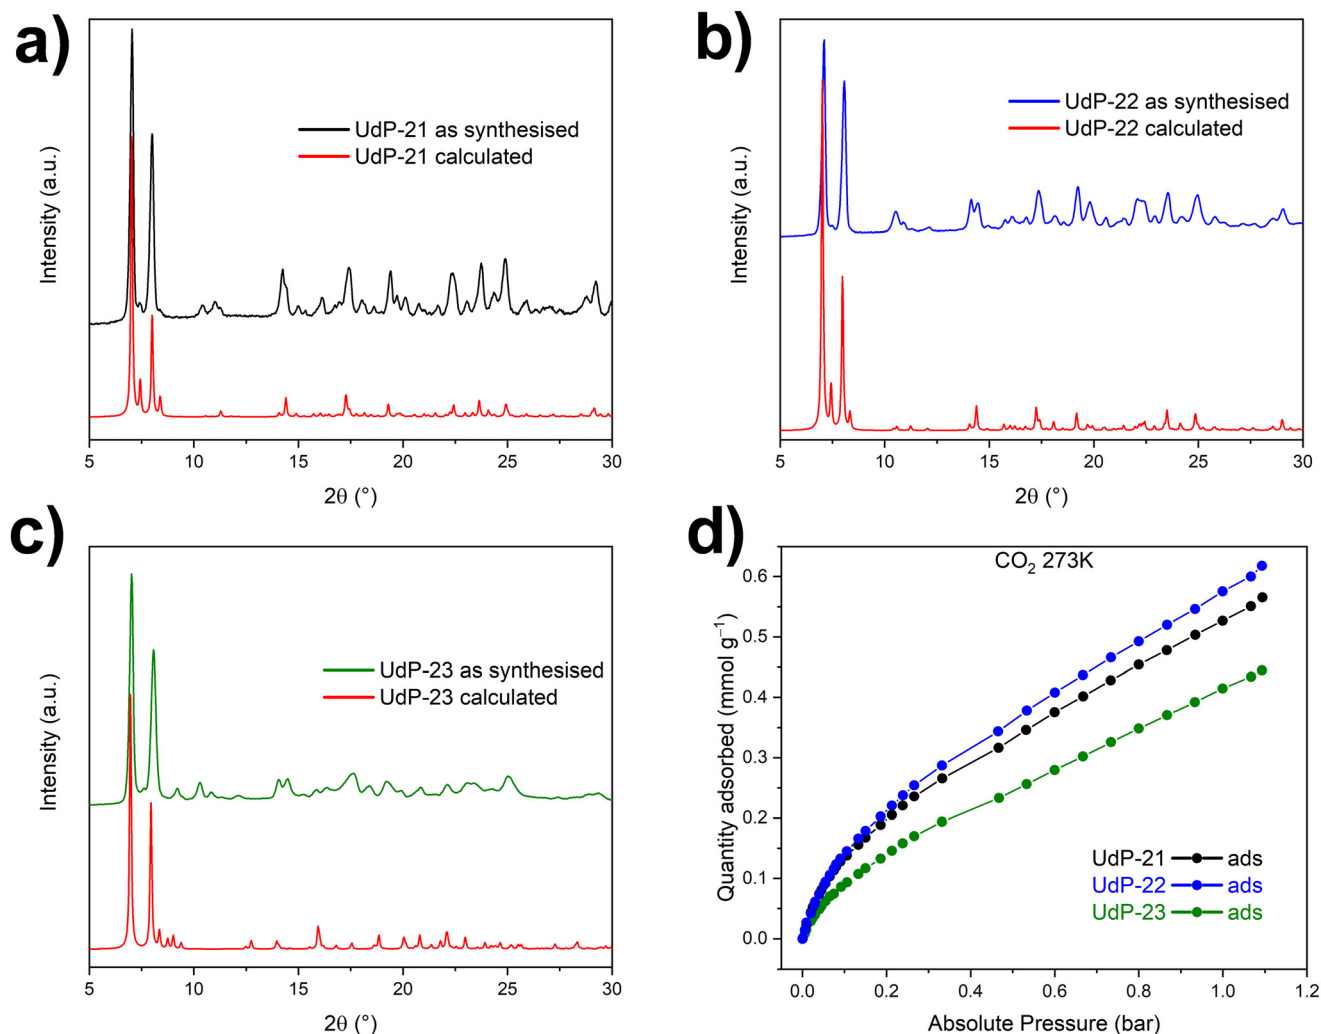 a)
UdP-21 as synthesised
UdP-21 calculated
Intensity (a.u.)
5 10 15 20 25 30
2θ (°)
b)
UdP-22 as synthesised
UdP-22 calculated
Intensity (a.u.)
5 10 15 20 25 30
2θ (°)
c)
UdP-23 as synthesised
UdP-23 calculated
Intensity (a.u.)
5 10 15 20 25 30
2θ (°)
d)
CO₂ 273K
Quantity adsorbed (mmol g⁻¹)
0.6
0.5
0.4
0.3
0.2
0.1
0.0
UdP-21 ads
UdP-22 ads
UdP-23 ads
0.0 0.2 0.4 0.6 0.8 1.0 1.2
Absolute Pressure (bar)